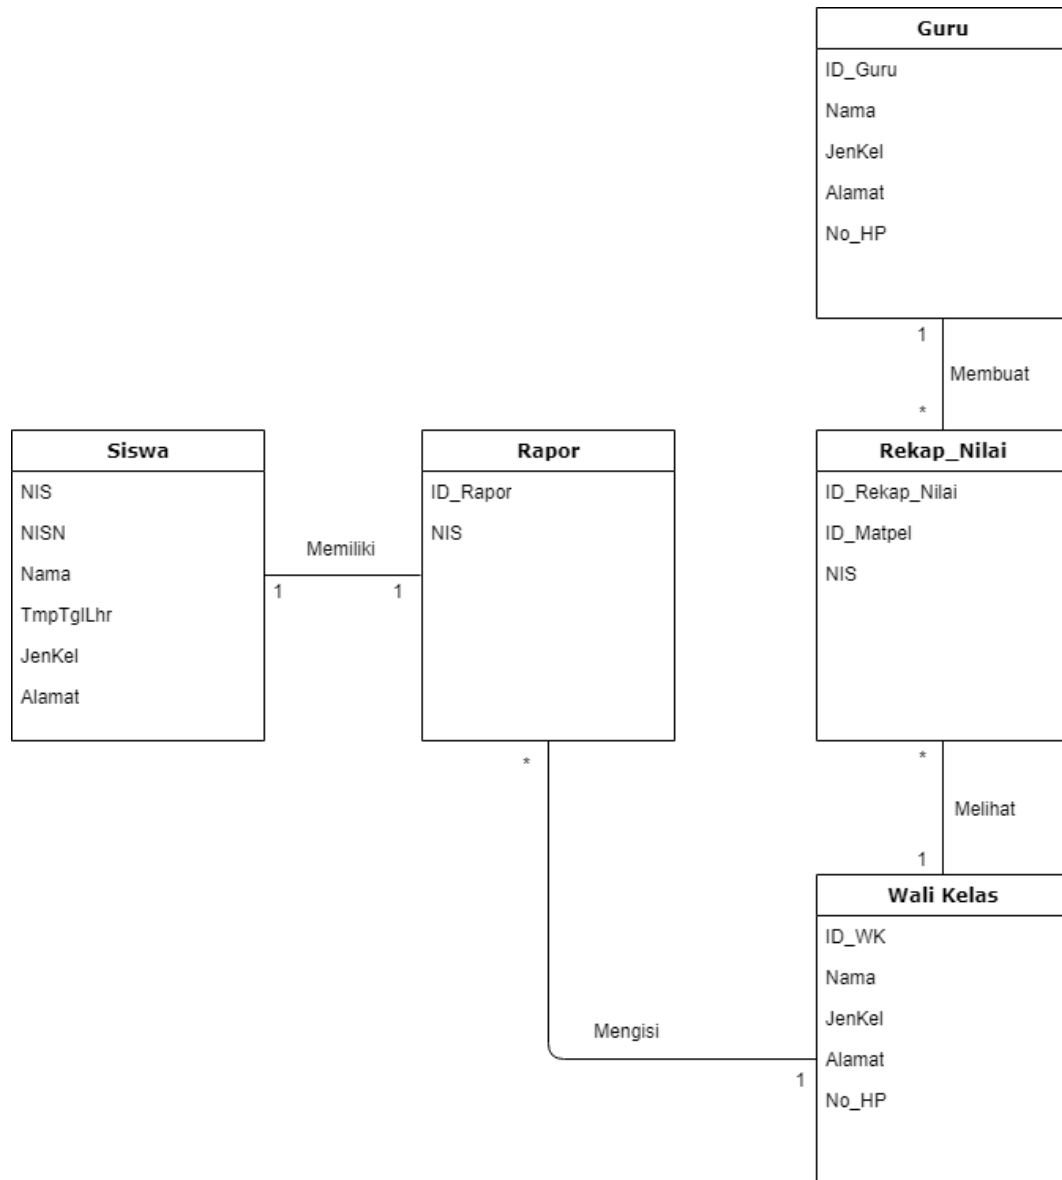 Guru
ID_Guru
Nama
JenKel
Alamat
No_HP
1
Membuat
*
Siswa
NIS
NISN
Nama
TmpTglLhr
JenKel
Alamat
Memiliki
1
1
Rapor
ID_Rapor
NIS
Rekap_Nilai
ID_Rekap_Nilai
ID_Matpel
NIS
*
*
Melihat
1
Wali Kelas
ID_WK
Nama
JenKel
Alamat
No_HP
Mengisi
1